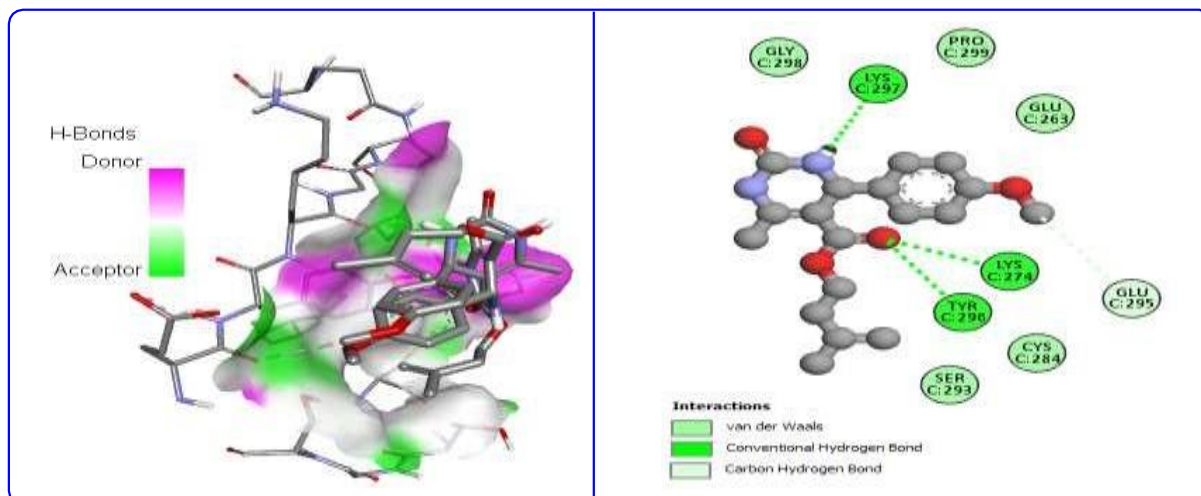 H-Bonds
Donor
Acceptor
GLY
C:298
PRO
C:299
LYS
C:297
GLU
C:263
LYS
C:274
GLU
C:295
TYR
C:296
CYS
C:284
SER
C:293
Interactions
van der Waals
Conventional Hydrogen Bond
Carbon Hydrogen Bond